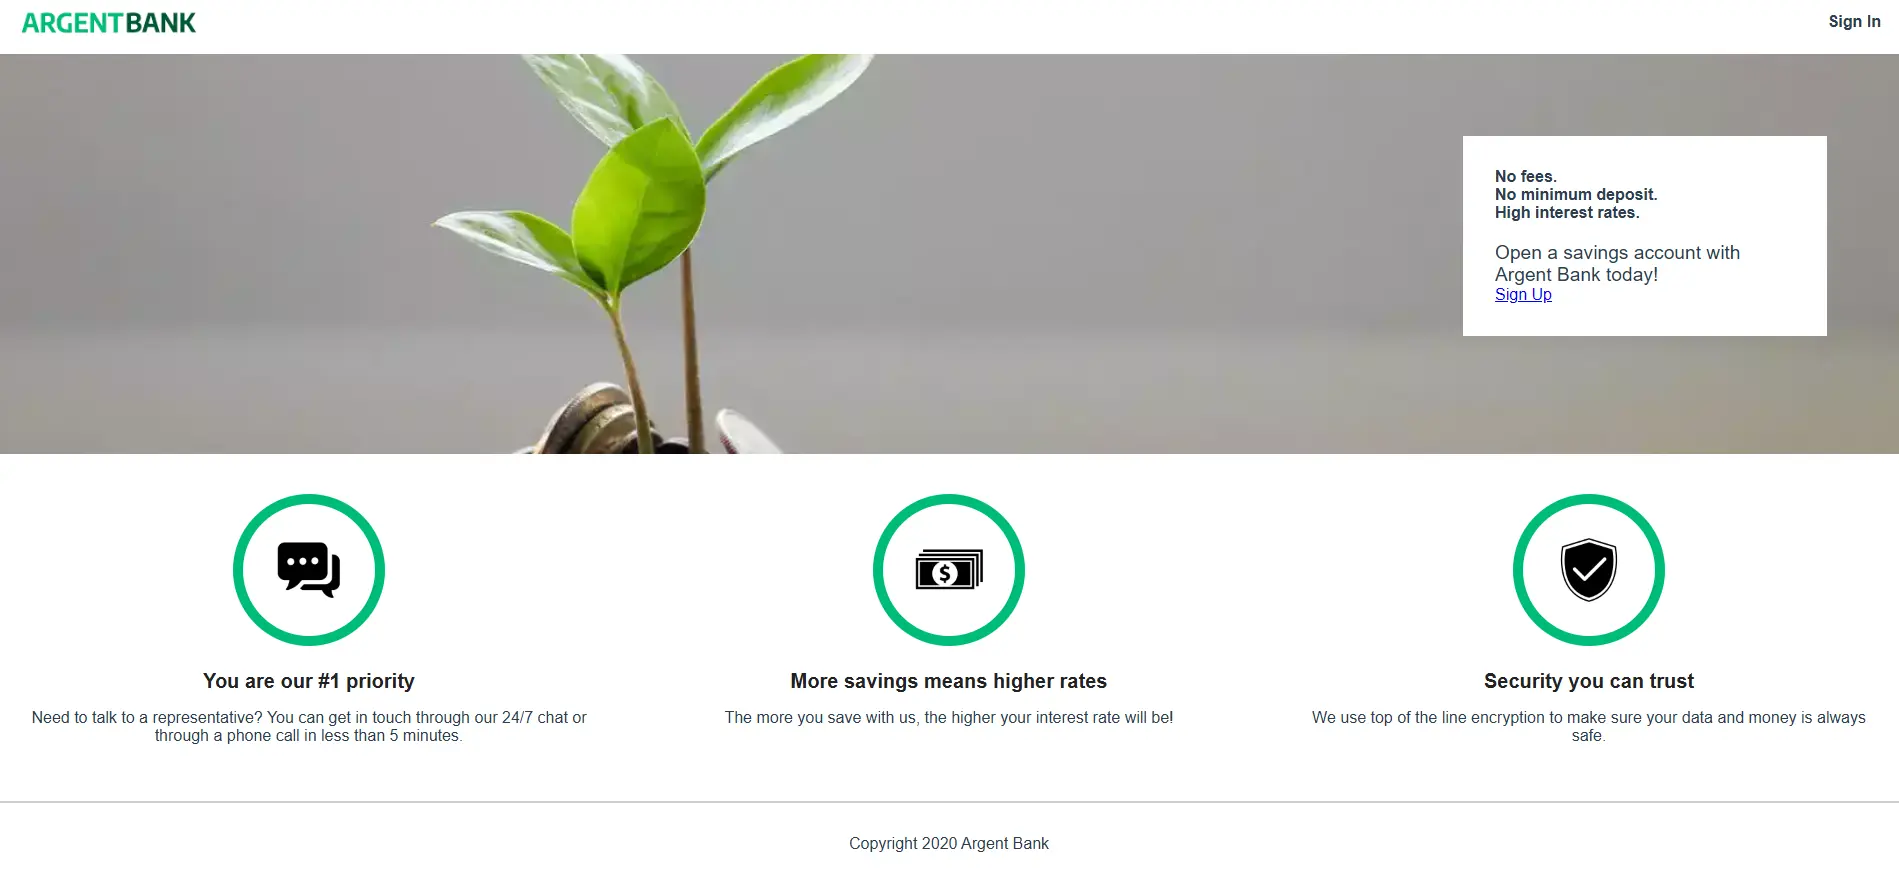 ARGENTBANK
Sign In
No fees.
No minimum deposit.
High interest rates.
Open a savings account with
Argent Bank today!
Sign Up
$
You are our #1 priority
Need to talk to a representative? You can get in touch through our 24/7 chat or
through a phone call in less than 5 minutes.
More savings means higher rates
The more you save with us, the higher your interest rate will be!
Security you can trust
We use top of the line encryption to make sure your data and money is always
safe.
Copyright 2020 Argent Bank